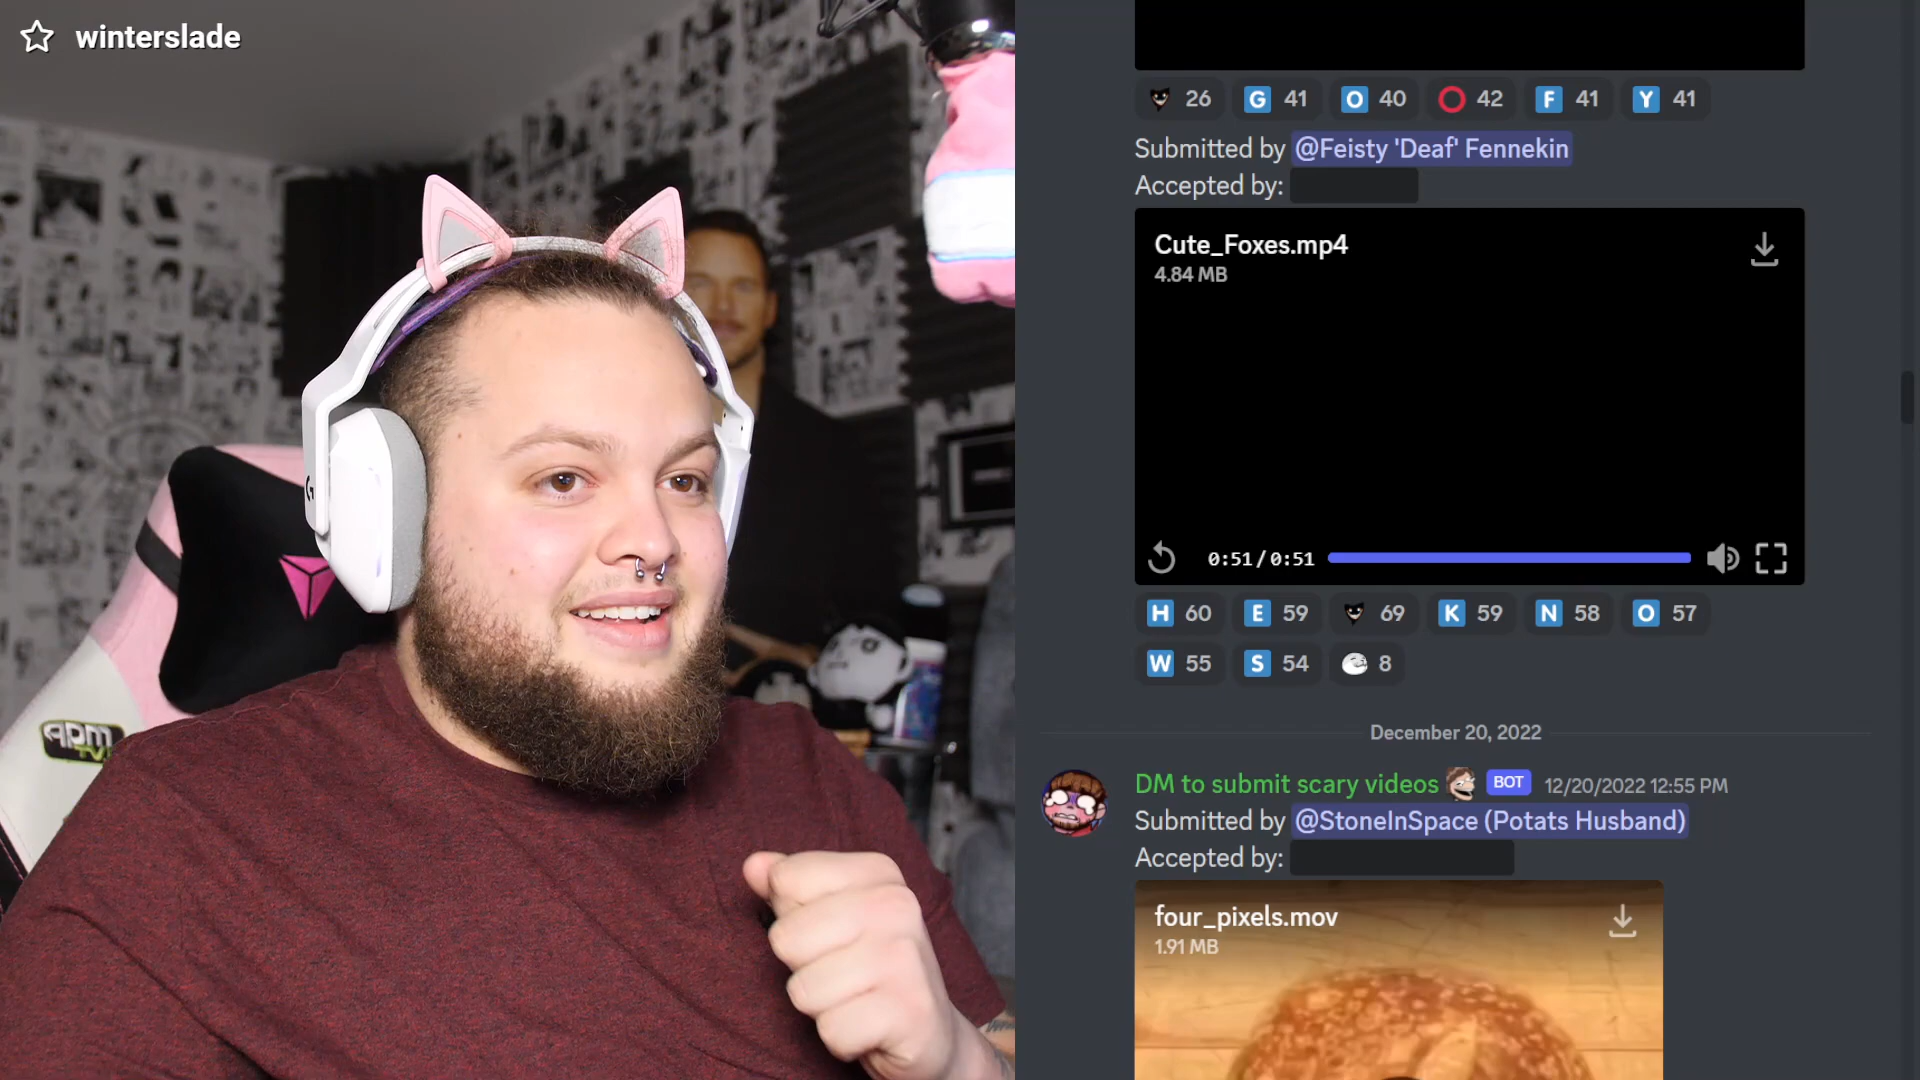 winterslade
26 G 41 O 40 42 F 41 Y 41
Submitted by @Feisty 'Deaf' Fennekin
Accepted by:
Cute_Foxes.mp4
4.84 MB
0:51/0:51
H 60 E 59 69 K 59 N 58 O 57
W 55 S 54 8
December 20, 2022
DM to submit scary videos BOT 12/20/2022 12:55 PM
Submitted by @StoneInSpace (Potats Husband)
Accepted by:
four_pixels.mov
1.91 MB
apm
TV
G